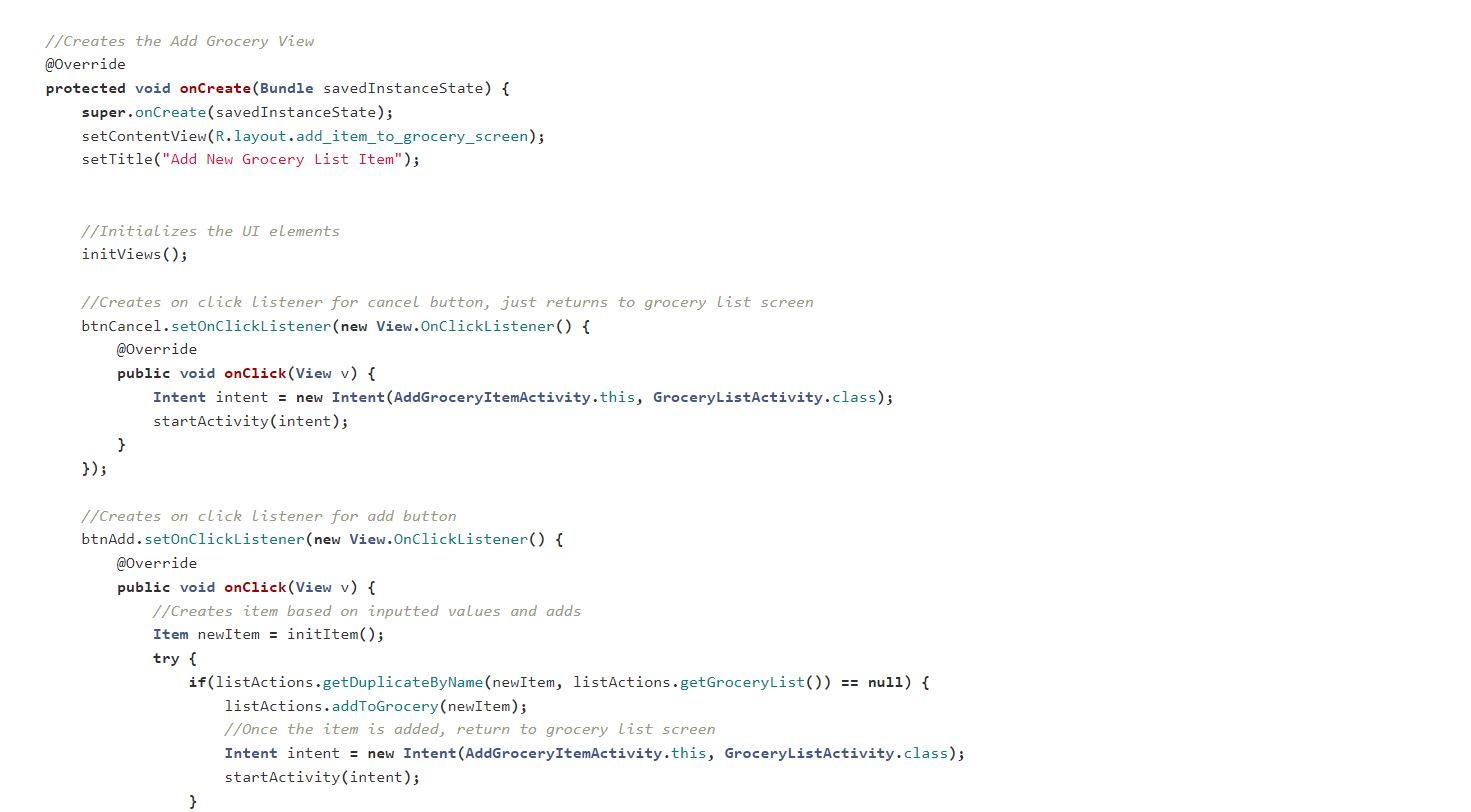 //Creates the Add Grocery View
@Override
protected void onCreate(Bundle savedInstanceState) {
    super.onCreate(savedInstanceState);
    setContentView(R.layout.add_item_to_grocery_screen);
    setTitle("Add New Grocery List Item");

    //Initializes the UI elements
    initViews();

    //Creates on click listener for cancel button, just returns to grocery list screen
    btnCancel.setOnClickListener(new View.OnClickListener() {
        @Override
        public void onClick(View v) {
            Intent intent = new Intent(AddGroceryItemActivity.this, GroceryListActivity.class);
            startActivity(intent);
        }
    });

    //Creates on click listener for add button
    btnAdd.setOnClickListener(new View.OnClickListener() {
        @Override
        public void onClick(View v) {
            //Creates item based on inputted values and adds
            Item newItem = initItem();
            try {
                if(listActions.getDuplicateByName(newItem, listActions.getGroceryList()) == null) {
                    listActions.addToGrocery(newItem);
                    //Once the item is added, return to grocery list screen
                    Intent intent = new Intent(AddGroceryItemActivity.this, GroceryListActivity.class);
                    startActivity(intent);
                }